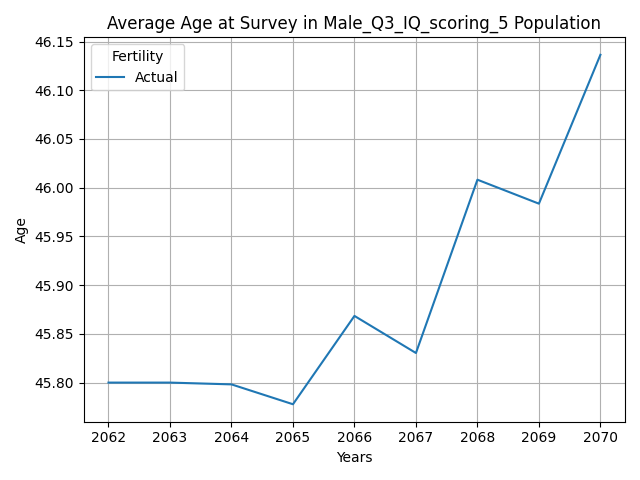 Average Age at Survey in Male_Q3_IQ_scoring_5 Population
46.15
46.10
46.05
46.00
45.95
45.90
45.85
45.80
Age
Fertility
Actual
2062 2063 2064 2065 2066 2067 2068 2069 2070
Years